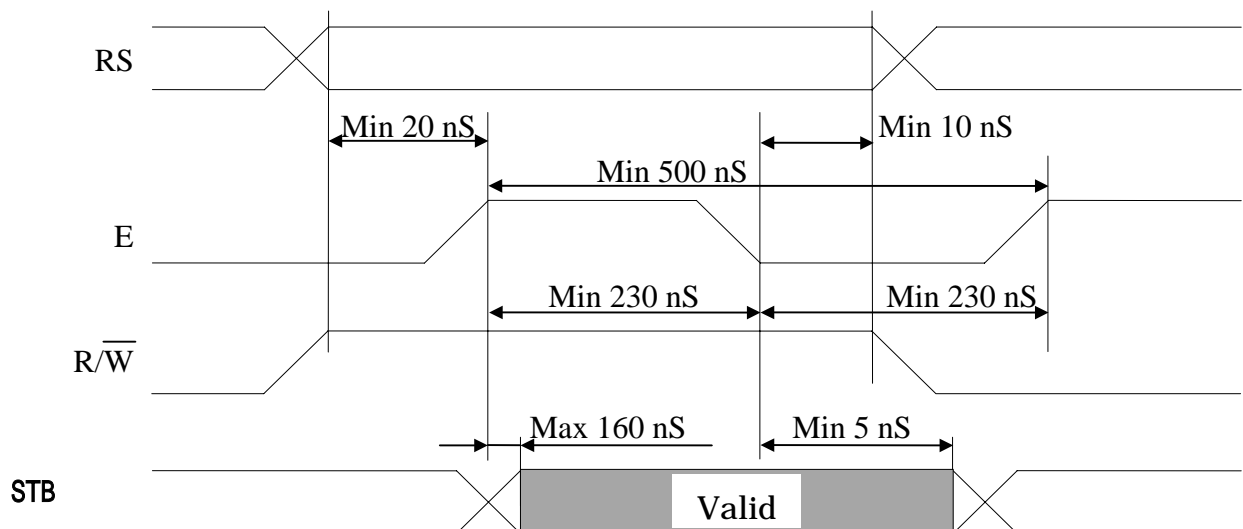 RS
Min 20 nS
Min 10 nS
Min 500 nS
E
Min 230 nS
Min 230 nS
R/W̅
Max 160 nS
Min 5 nS
STB
Valid